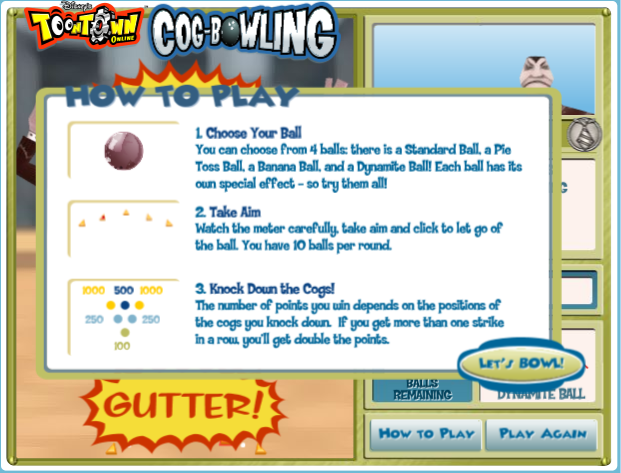 Disney's
TOONTOWN
ONLINE
COG-BOWLING
HOW TO PLAY
1. Choose Your Ball
You can choose from 4 balls: there is a Standard Ball, a Pie
Toss Ball, a Banana Ball, and a Dynamite Ball! Each ball has its
own special effect - so try them all!
2. Take Aim
Watch the meter carefully, take aim and click to let go of
the ball. You have 10 balls per round.
1000 500 1000
250 250
100
3. Knock Down the Cogs!
The number of points you win depends on the positions of
the cogs you knock down. If you get more than one strike
in a row, you'll get double the points.
LET'S BOWL!
GUTTER!
BALLS
REMAINING
DYNAMITE BALL
HOW TO PLAY
PLAY AGAIN